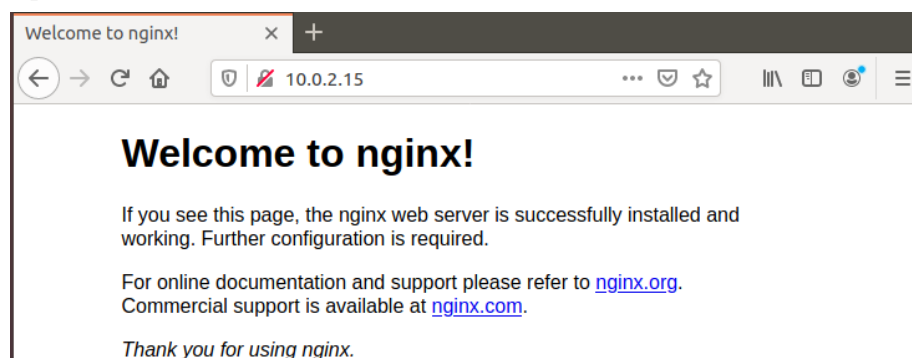 Welcome to nginx!
10.0.2.15
Welcome to nginx!
If you see this page, the nginx web server is successfully installed and
working. Further configuration is required.
For online documentation and support please refer to nginx.org.
Commercial support is available at nginx.com.
Thank you for using nginx.